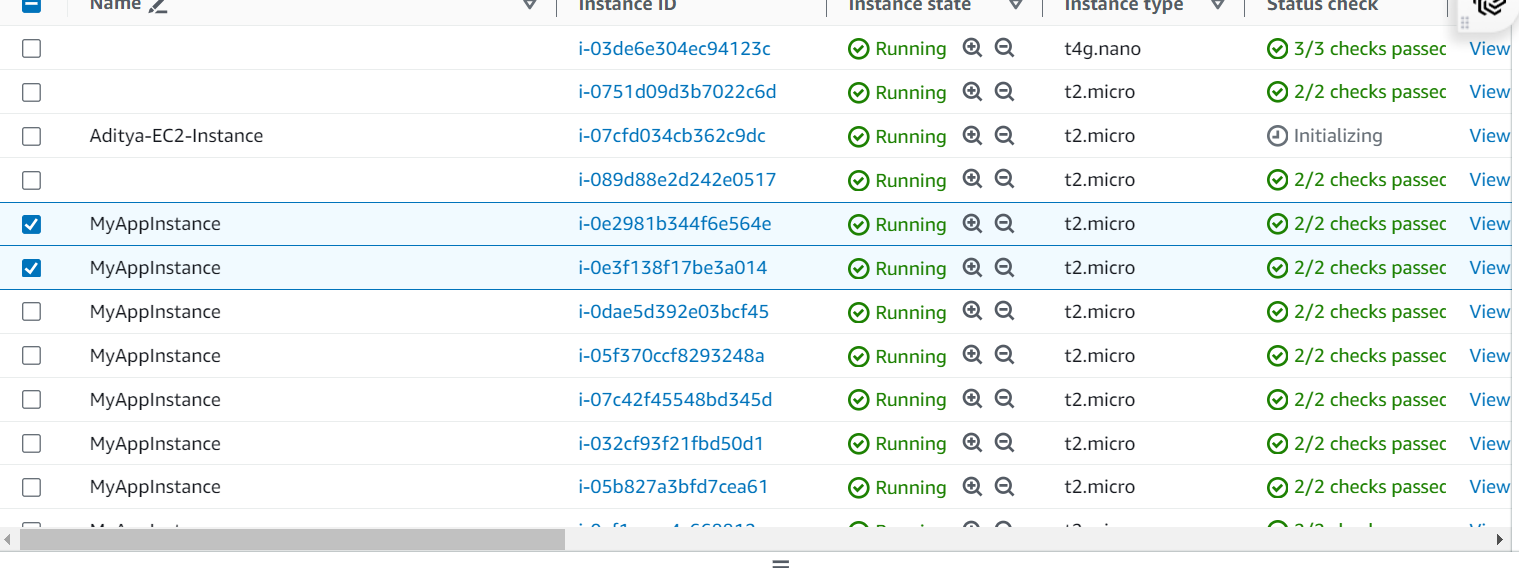 Name Instance ID Instance state Instance type Status check
i-03de6e304ec94123c Running t4g.nano 3/3 checks passec View
i-0751d09d3b7022c6d Running t2.micro 2/2 checks passec View
Aditya-EC2-Instance i-07cfd034cb362c9dc Running t2.micro Initializing View
i-089d88e2d242e0517 Running t2.micro 2/2 checks passec View
MyAppInstance i-0e2981b344f6e564e Running t2.micro 2/2 checks passec View
MyAppInstance i-0e3f138f17be3a014 Running t2.micro 2/2 checks passec View
MyAppInstance i-0dae5d392e03bcf45 Running t2.micro 2/2 checks passec View
MyAppInstance i-05f370ccf8293248a Running t2.micro 2/2 checks passec View
MyAppInstance i-07c42f45548bd345d Running t2.micro 2/2 checks passec View
MyAppInstance i-032cf93f21fbd50d1 Running t2.micro 2/2 checks passec View
MyAppInstance i-05b827a3bfd7cea61 Running t2.micro 2/2 checks passec View